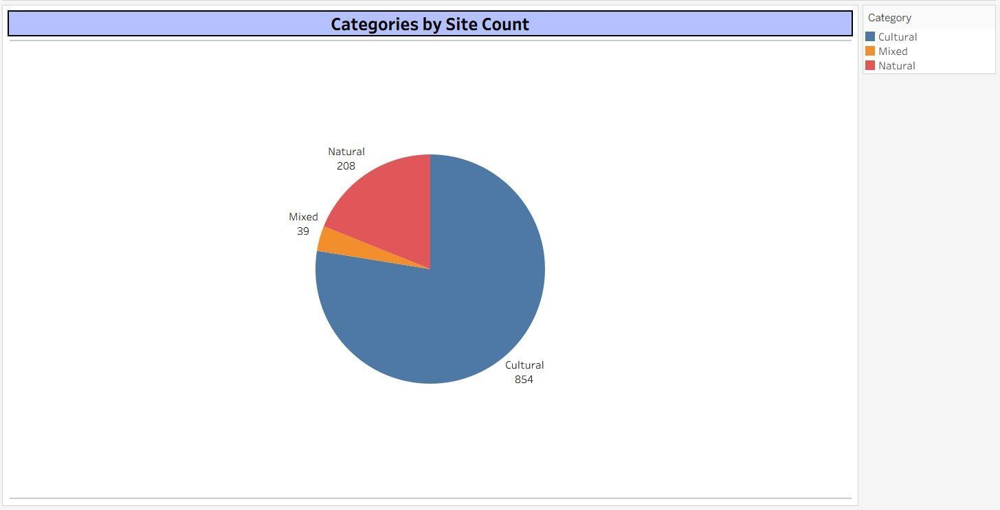 Categories by Site Count
Category
Cultural
Mixed
Natural
Natural
208
Mixed
39
Cultural
854